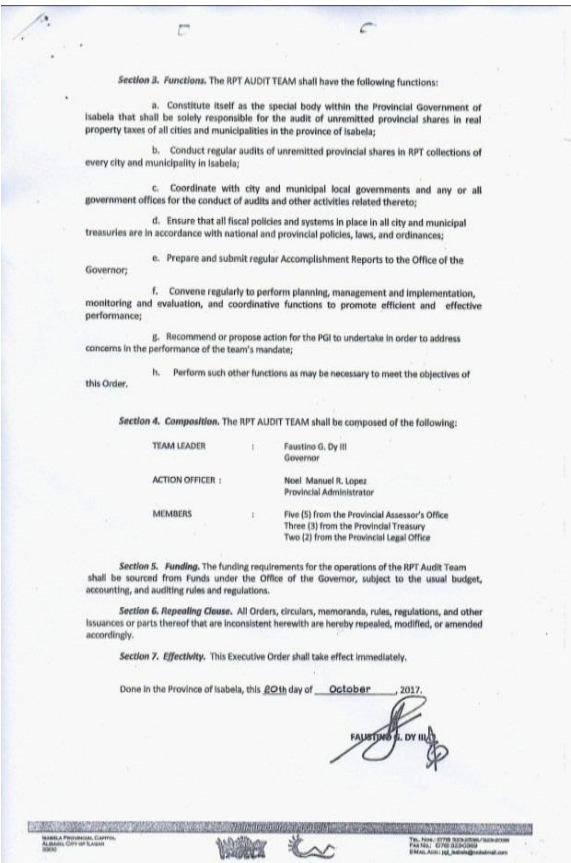 Section 3. Functions. The RPT AUDIT TEAM shall have the following functions:
a. Constitute itself as the special body within the Provincial Government of
Isabela that shall be solely responsible for the audit of unremitted provincial shares in real
property taxes of all cities and municipalities in the province of Isabela;
b. Conduct regular audits of unremitted provincial shares in RPT collections of
every city and municipality in Isabela;
c. Coordinate with city and municipal local governments and any or all
government offices for the conduct of audits and other activities related thereto;
d. Ensure that all fiscal policies and systems in place in all city and municipal
treasuries are in accordance with national and provincial policies, laws, and ordinances;
e. Prepare and submit regular Accomplishment Reports to the Office of the
Governor;
f. Convene regularly to perform planning, management and implementation,
monitoring and evaluation, and coordinative functions to promote efficient and effective
performance;
g. Recommend or propose action for the PGI to undertake in order to address
concerns in the performance of the team's mandate;
h. Perform such other functions as may be necessary to meet the objectives of
this Order.
Section 4. Composition. The RPT AUDIT TEAM shall be composed of the following:
TEAM LEADER : Faustino G. Dy III
Governor
ACTION OFFICER : Noel Manuel R. Lopez
Provincial Administrator
MEMBERS : Five (5) from the Provincial Assessor's Office
Three (3) from the Provincial Treasury
Two (2) from the Provincial Legal Office
Section 5. Funding. The funding requirements for the operations of the RPT Audit Team
shall be sourced from Funds under the Office of the Governor, subject to the usual budget,
accounting, and auditing rules and regulations.
Section 6. Repealing Clause. All Orders, circulars, memoranda, rules, regulations, and other
issuances or parts thereof that are inconsistent herewith are hereby repealed, modified, or amended
accordingly.
Section 7. Effectivity. This Executive Order shall take effect immediately.
Done in the Province of Isabela, this 20th day of October, 2017.
FAUSTINO G. DY III
ISABELA PROVINCIAL CAPITOL
ALIBAGU, CITY OF ILAGAN
3300